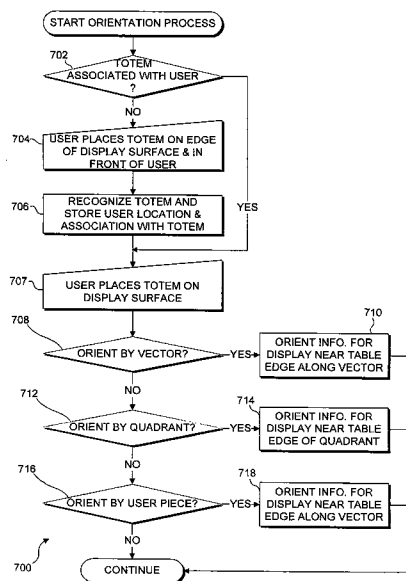 START ORIENTATION PROCESS
702
TOTEM
ASSOCIATED WITH USER
?
NO
YES
704
USER PLACES TOTEM ON EDGE
OF DISPLAY SURFACE & IN
FRONT OF USER
706
RECOGNIZE TOTEM AND
STORE USER LOCATION &
ASSOCIATION WITH TOTEM
707
USER PLACES TOTEM ON
DISPLAY SURFACE
708
ORIENT BY VECTOR?
YES
710
ORIENT INFO. FOR
DISPLAY NEAR TABLE
EDGE ALONG VECTOR
NO
712
ORIENT BY QUADRANT?
YES
714
ORIENT INFO. FOR
DISPLAY NEAR TABLE
EDGE OF QUADRANT
NO
716
ORIENT BY USER PIECE?
YES
718
ORIENT INFO. FOR
DISPLAY NEAR TABLE
EDGE ALONG VECTOR
NO
700
CONTINUE